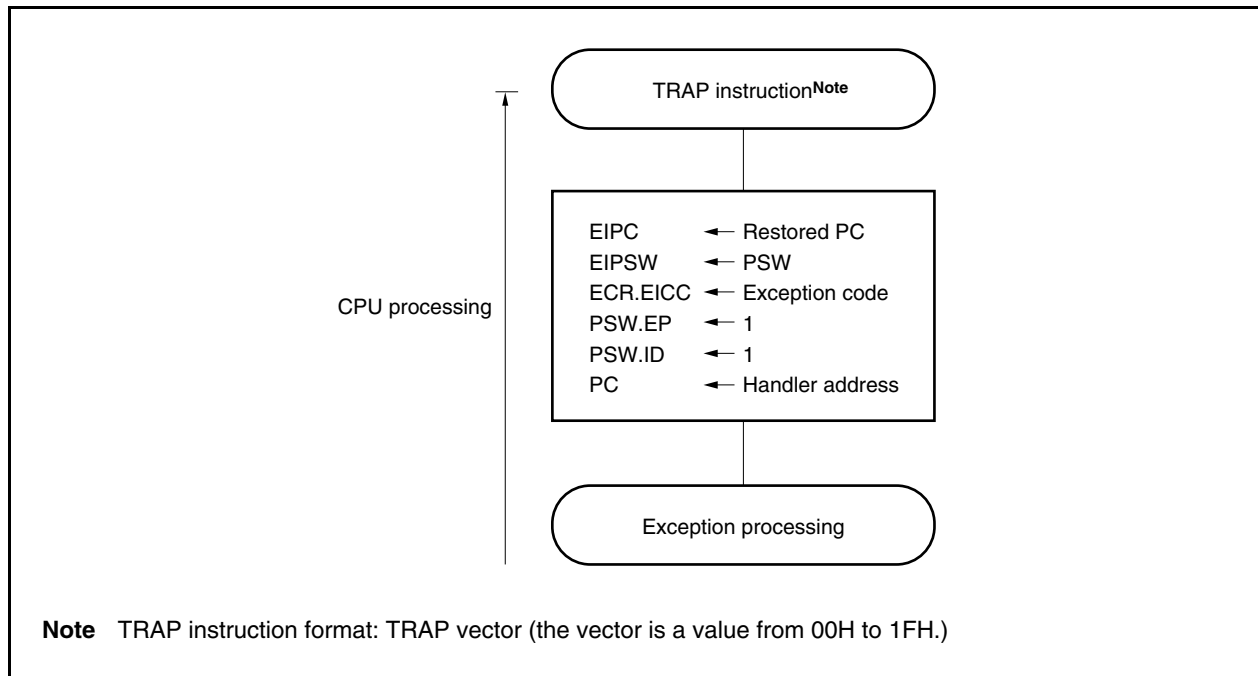 TRAP instructionNote
CPU processing
EIPC ← Restored PC
EIPSW ← PSW
ECR.EICC ← Exception code
PSW.EP ← 1
PSW.ID ← 1
PC ← Handler address
Exception processing
Note TRAP instruction format: TRAP vector (the vector is a value from 00H to 1FH.)